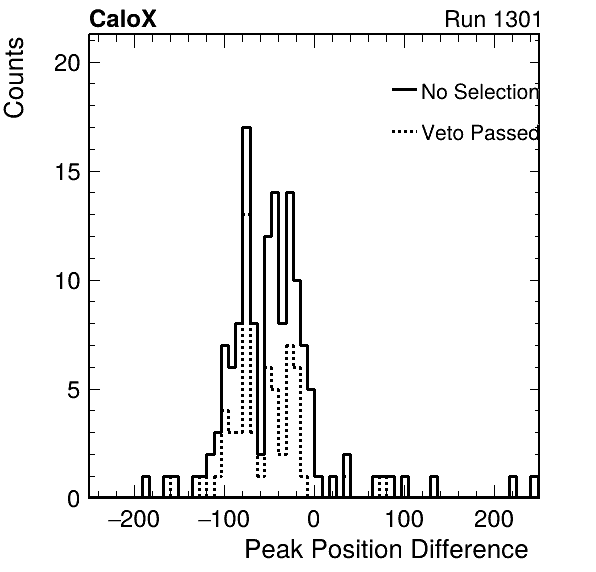 CaloX Run 1301
Counts
20
15
10
5
0
No Selection
Veto Passed
−200 −100 0 100 200
Peak Position Difference